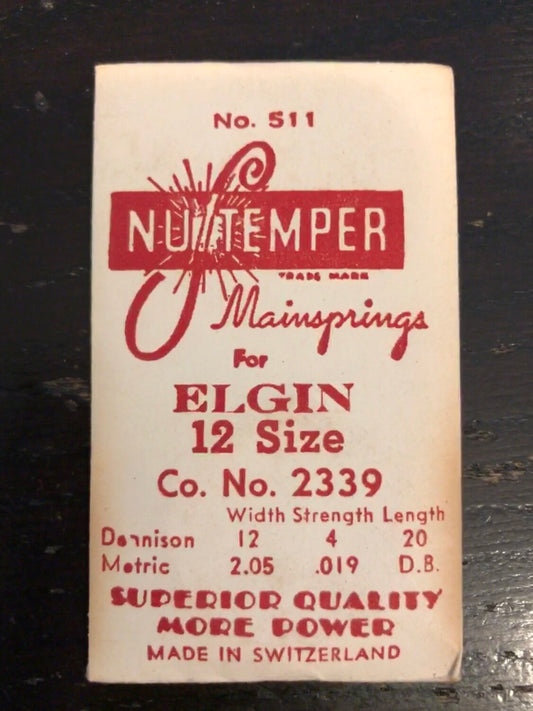 No. 511
NU TEMPER
TRADE MARK
Mainsprings
For
ELGIN
12 Size
Co. No. 2339
Width Strength Length
Dennison 12 4 20
Metric 2.05 .019 D.B.
SUPERIOR QUALITY
MORE POWER
MADE IN SWITZERLAND